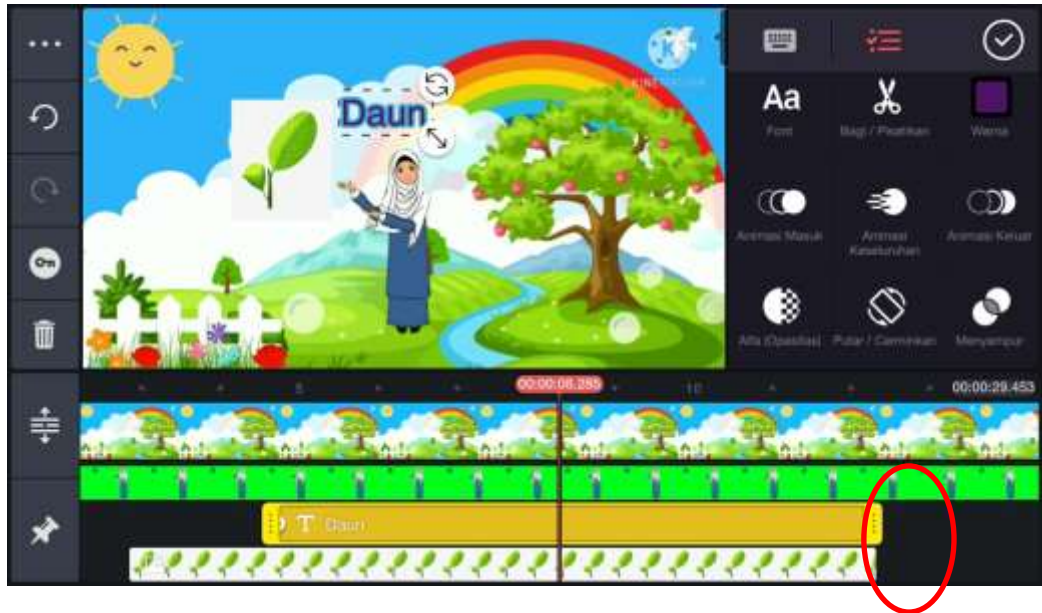 :Daun
Aa
Font
Bagi / Pisahkan
Warna
Animasi Masuk
Animasi Keseluruhan
Animasi Keluar
Alfa (Opasitas)
Putar / Cerminkan
Menyampur
5
00:00:08.285
10
00:00:29.453
T Daun